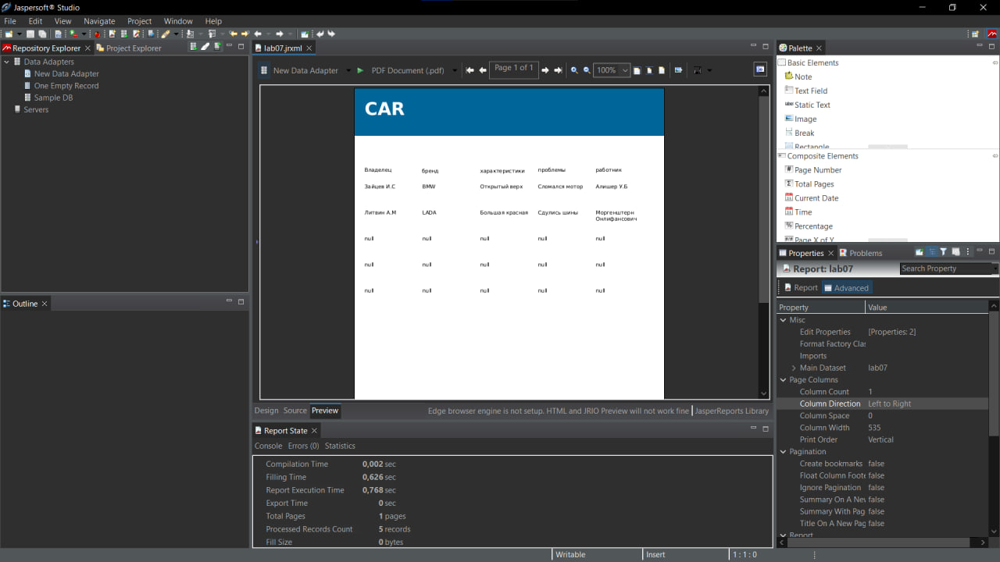 Jaspersoft® Studio
File Edit View Navigate Project Window Help
Repository Explorer Project Explorer
Data Adapters
New Data Adapter
One Empty Record
Sample DB
Servers
Outline
lab07.jrxml
New Data Adapter PDF Document (.pdf) Page 1 of 1 100%
CAR
Владелец бренд характеристики проблемы работник
Зайцев И.С BMW Открытый верх Сломался мотор Алишер У.Б
Литвин А.М LADA Большая красная Сдулись шины Моргенштерн
Онлифансович
null null null null null
null null null null null
null null null null null
Design Source Preview Edge browser engine is not setup. HTML and JRIO Preview will not work fine JasperReports Library
Report State
Console Errors (0) Statistics
Compilation Time 0,002 sec
Filling Time 0,626 sec
Report Execution Time 0,768 sec
Export Time 0 sec
Total Pages 1 pages
Processed Records Count 5 records
Fill Size 0 bytes
Palette
Basic Elements
Note
Text Field
Static Text
Image
Break
Rectangle
Composite Elements
Page Number
Total Pages
Current Date
Time
Percentage
Page X of Y
Properties Problems
Report: lab07 Search Property
Report Advanced
Property Value
Misc
Edit Properties [Properties: 2]
Format Factory Clas
Imports
Main Dataset lab07
Page Columns
Column Count 1
Column Direction Left to Right
Column Space 0
Column Width 535
Print Order Vertical
Pagination
Create bookmarks false
Float Column Foote false
Ignore Pagination false
Summary On A New false
Summary With Pag false
Title On A New Pag false
Report
Writable Insert 1 : 1 : 0